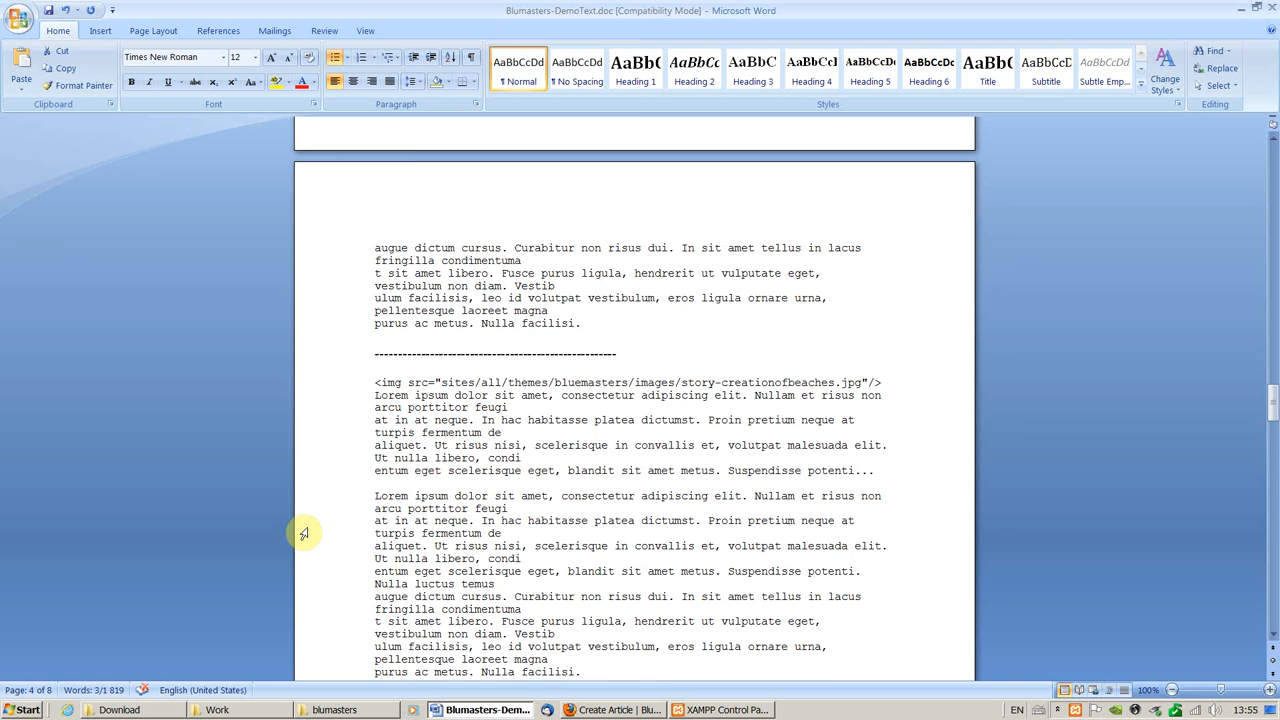 Blumasters-DemoText.doc [Compatibility Mode] - Microsoft Word
Home Insert Page Layout References Mailings Review View
Paste
Cut
Copy
Format Painter
Clipboard
Times New Roman 12
B I U abc x₂ x² Aa
Font
Paragraph
AaBbCcDd AaBbCcDd AaBbC AaBbCc AaBbC AaBbCcI AaBbCcDc AaBbCcDc AaBbC AaBbCcD AaBbCcDd
¶ Normal ¶ No Spacing Heading 1 Heading 2 Heading 3 Heading 4 Heading 5 Heading 6 Title Subtitle Subtle Emp...
Change
Styles
Styles
Find
Replace
Select
Editing
augue dictum cursus. Curabitur non risus dui. In sit amet tellus in lacus
fringilla condimentuma
t sit amet libero. Fusce purus ligula, hendrerit ut vulputate eget,
vestibulum non diam. Vestib
ulum facilisis, leo id volutpat vestibulum, eros ligula ornare urna,
pellentesque laoreet magna
purus ac metus. Nulla facilisi.
----------------------------------------------------
<img src="sites/all/themes/bluemasters/images/story-creationofbeaches.jpg"/>
Lorem ipsum dolor sit amet, consectetur adipiscing elit. Nullam et risus non
arcu porttitor feugi
at in at neque. In hac habitasse platea dictumst. Proin pretium neque at
turpis fermentum de
aliquet. Ut risus nisi, scelerisque in convallis et, volutpat malesuada elit.
Ut nulla libero, condi
entum eget scelerisque eget, blandit sit amet metus. Suspendisse potenti...
Lorem ipsum dolor sit amet, consectetur adipiscing elit. Nullam et risus non
arcu porttitor feugi
at in at neque. In hac habitasse platea dictumst. Proin pretium neque at
turpis fermentum de
aliquet. Ut risus nisi, scelerisque in convallis et, volutpat malesuada elit.
Ut nulla libero, condi
entum eget scelerisque eget, blandit sit amet metus. Suspendisse potenti.
Nulla luctus temus
augue dictum cursus. Curabitur non risus dui. In sit amet tellus in lacus
fringilla condimentuma
t sit amet libero. Fusce purus ligula, hendrerit ut vulputate eget,
vestibulum non diam. Vestib
ulum facilisis, leo id volutpat vestibulum, eros ligula ornare urna,
pellentesque laoreet magna
purus ac metus. Nulla facilisi.
Page: 4 of 8 Words: 3/1 819 English (United States) 100%
Start Download Work blumasters Blumasters-Dem... Create Article | Blu... XAMPP Control Pa... EN 13:55